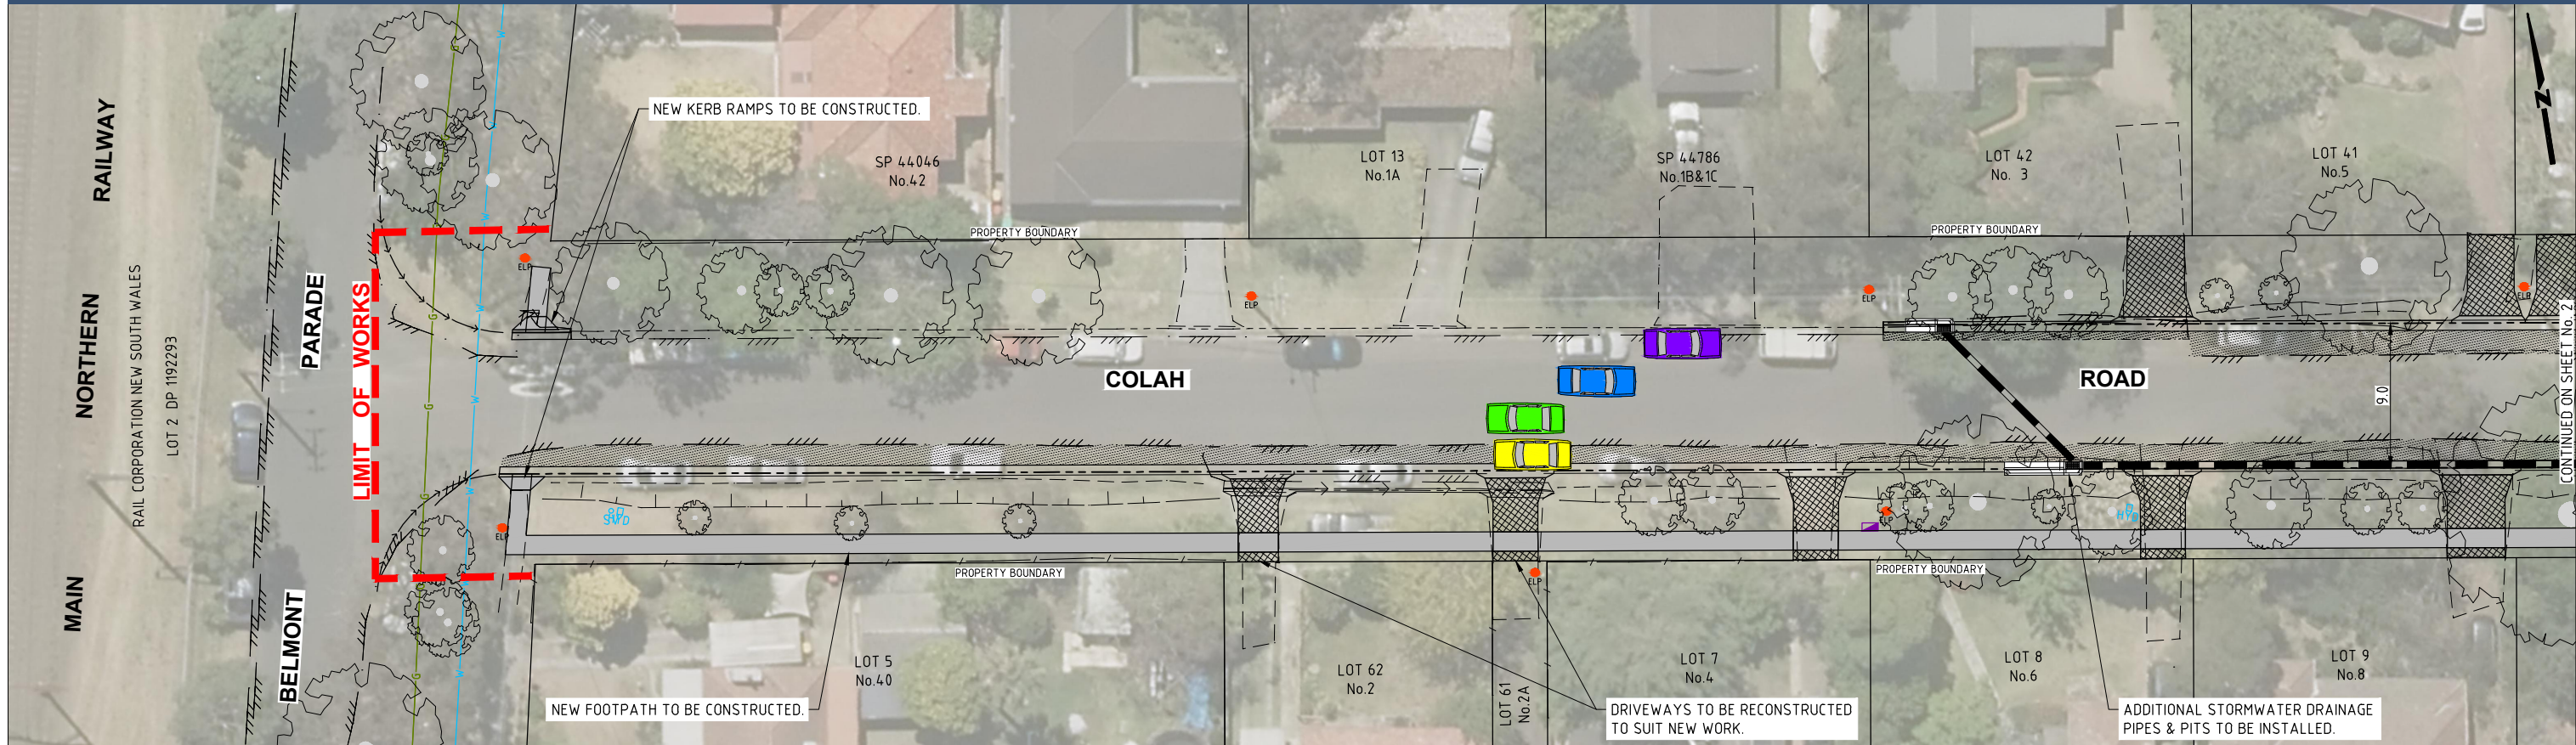 RAILWAY
NORTHERN
MAIN
RAIL CORPORATION NEW SOUTH WALES
LOT 2 DP 1192293
PARADE
BELMONT
LIMIT OF WORKS
G
W
W
G
W
W
G
W
G
W
G
W
G
W
NEW KERB RAMPS TO BE CONSTRUCTED.
SP 44046
No.42
LOT 13
No.1A
SP 44786
No.1B&1C
LOT 42
No. 3
LOT 41
No.5
N
PROPERTY BOUNDARY
PROPERTY BOUNDARY
ELP
ELP
ELP
ELP
COLAH
ROAD
9.0
CONTINUED ON SHEET No. 2
ELP
SVD
ELP
HYD
ELP
PROPERTY BOUNDARY
PROPERTY BOUNDARY
LOT 5
No.40
LOT 62
No.2
LOT 61
No.2A
LOT 7
No.4
LOT 8
No.6
LOT 9
No.8
NEW FOOTPATH TO BE CONSTRUCTED.
DRIVEWAYS TO BE RECONSTRUCTED
TO SUIT NEW WORK.
ADDITIONAL STORMWATER DRAINAGE
PIPES & PITS TO BE INSTALLED.